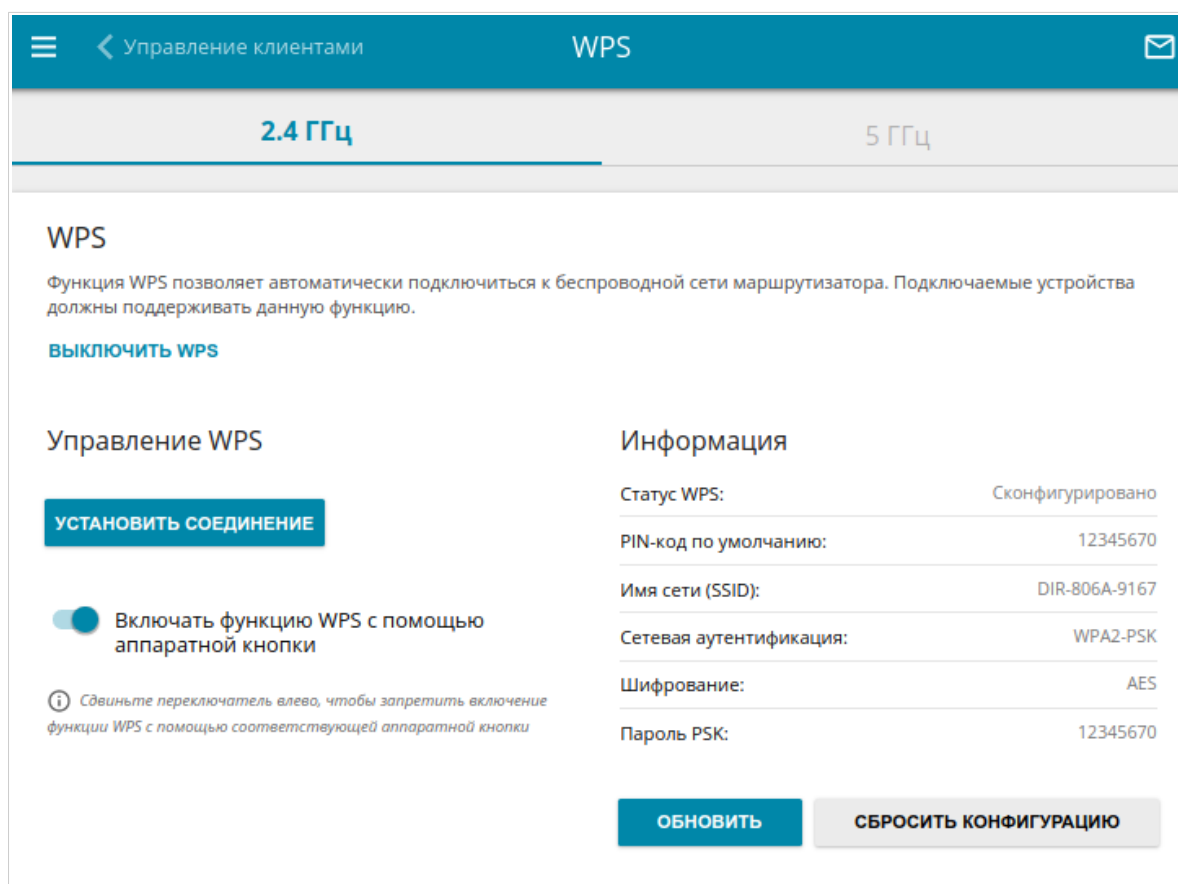 Управление клиентами
WPS
2.4 ГГц
5 ГГц
WPS
Функция WPS позволяет автоматически подключиться к беспроводной сети маршрутизатора. Подключаемые устройства
должны поддерживать данную функцию.
ВЫКЛЮЧИТЬ WPS
Управление WPS
УСТАНОВИТЬ СОЕДИНЕНИЕ
Включать функцию WPS с помощью
аппаратной кнопки
Сдвиньте переключатель влево, чтобы запретить включение
функции WPS с помощью соответствующей аппаратной кнопки
Информация
Статус WPS: Сконфигурировано
PIN-код по умолчанию: 12345670
Имя сети (SSID): DIR-806A-9167
Сетевая аутентификация: WPA2-PSK
Шифрование: AES
Пароль PSK: 12345670
ОБНОВИТЬ
СБРОСИТЬ КОНФИГУРАЦИЮ